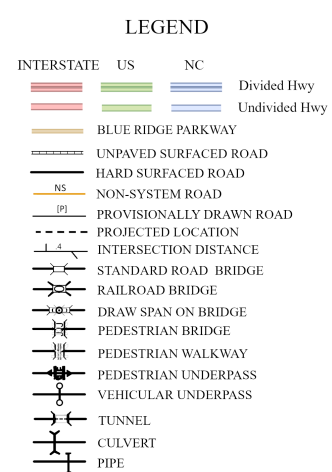 LEGEND
INTERSTATE US NC
Divided Hwy
Undivided Hwy
BLUE RIDGE PARKWAY
UNPAVED SURFACED ROAD
HARD SURFACED ROAD
NS NON-SYSTEM ROAD
[P] PROVISIONALLY DRAWN ROAD
PROJECTED LOCATION
.4 INTERSECTION DISTANCE
STANDARD ROAD BRIDGE
RAILROAD BRIDGE
DRAW SPAN ON BRIDGE
PEDESTRIAN BRIDGE
PEDESTRIAN WALKWAY
PEDESTRIAN UNDERPASS
VEHICULAR UNDERPASS
TUNNEL
CULVERT
PIPE